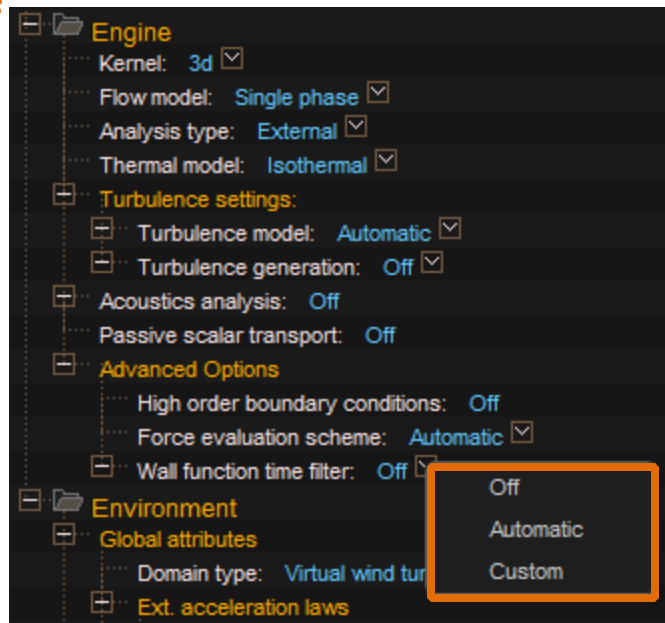 Engine
Kernel: 3d
Flow model: Single phase
Analysis type: External
Thermal model: Isothermal
Turbulence settings:
Turbulence model: Automatic
Turbulence generation: Off
Acoustics analysis: Off
Passive scalar transport: Off
Advanced Options
High order boundary conditions: Off
Force evaluation scheme: Automatic
Wall function time filter: Off
Off
Automatic
Custom
Environment
Global attributes
Domain type: Virtual wind tur
Ext. acceleration laws